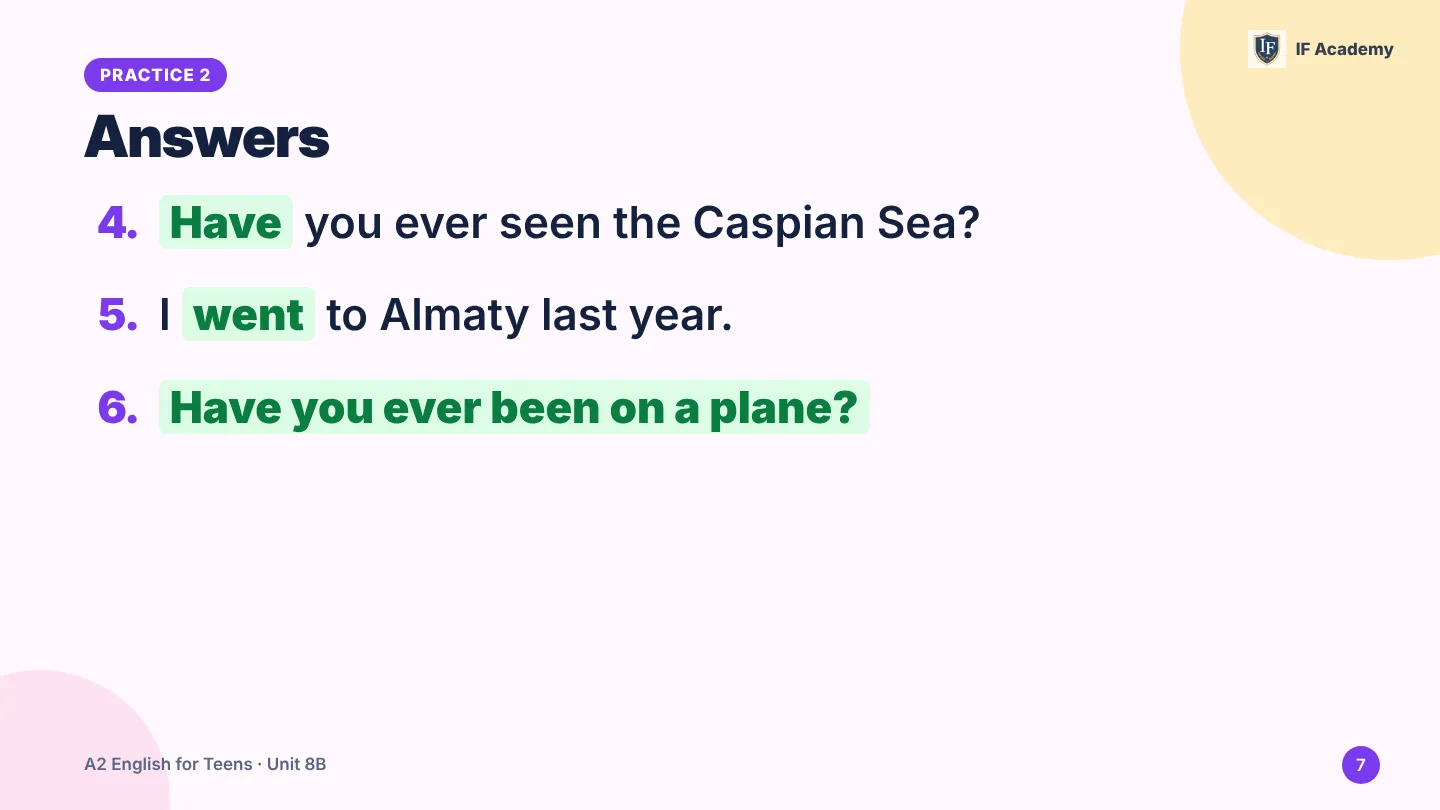 IF
IF Academy
PRACTICE 2
Answers
4. Have you ever seen the Caspian Sea?
5. I went to Almaty last year.
6. Have you ever been on a plane?
A2 English for Teens · Unit 8B
7